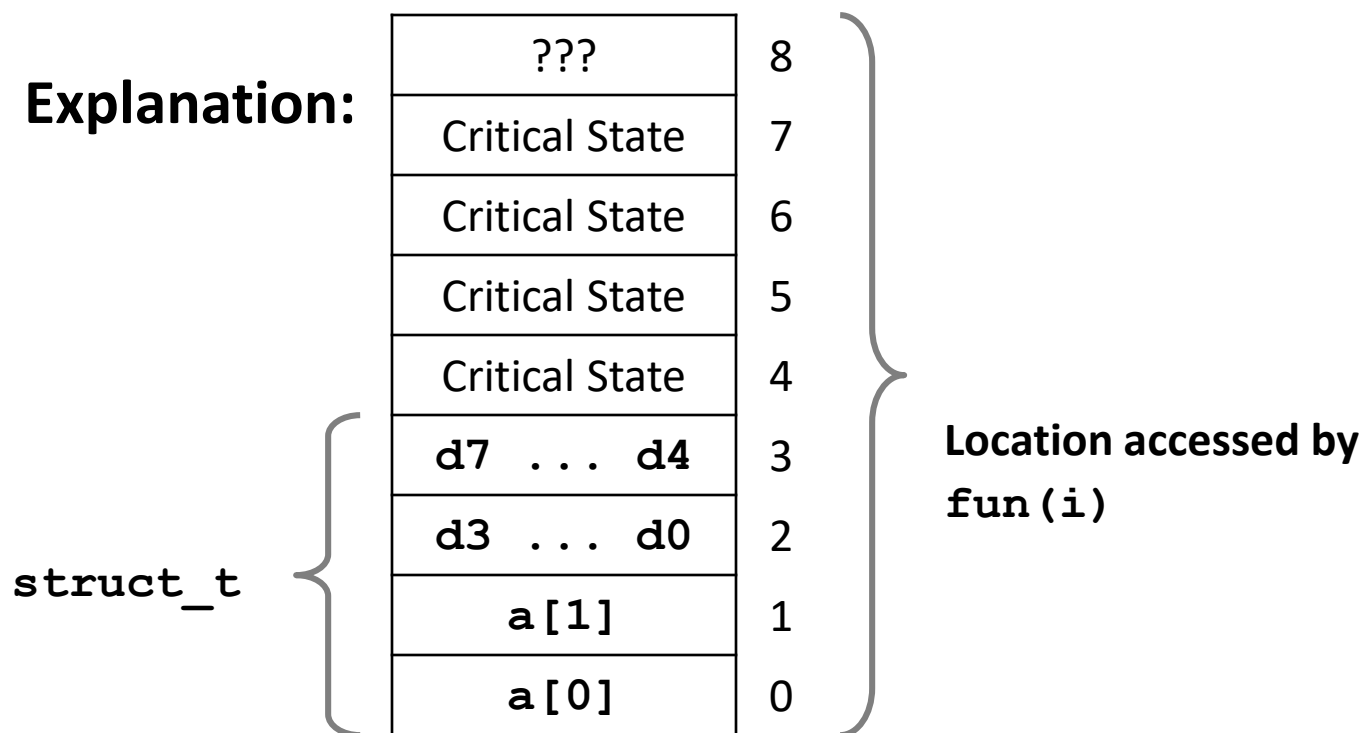 ??? 8
Explanation:
Critical State 7
Critical State 6
Critical State 5
Critical State 4
d7 ... d4 3
Location accessed by
fun(i)
d3 ... d0 2
struct_t
a[1] 1
a[0] 0